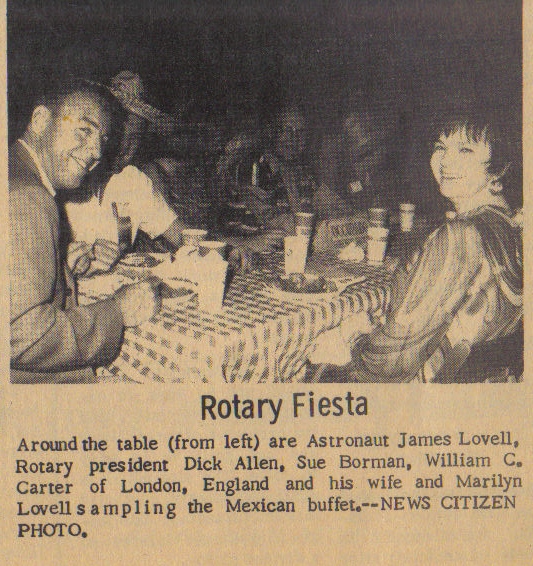 Rotary Fiesta
Around the table (from left) are Astronaut James Lovell,
Rotary president Dick Allen, Sue Borman, William C.
Carter of London, England and his wife and Marilyn
Lovell sampling the Mexican buffet.--NEWS CITIZEN
PHOTO.